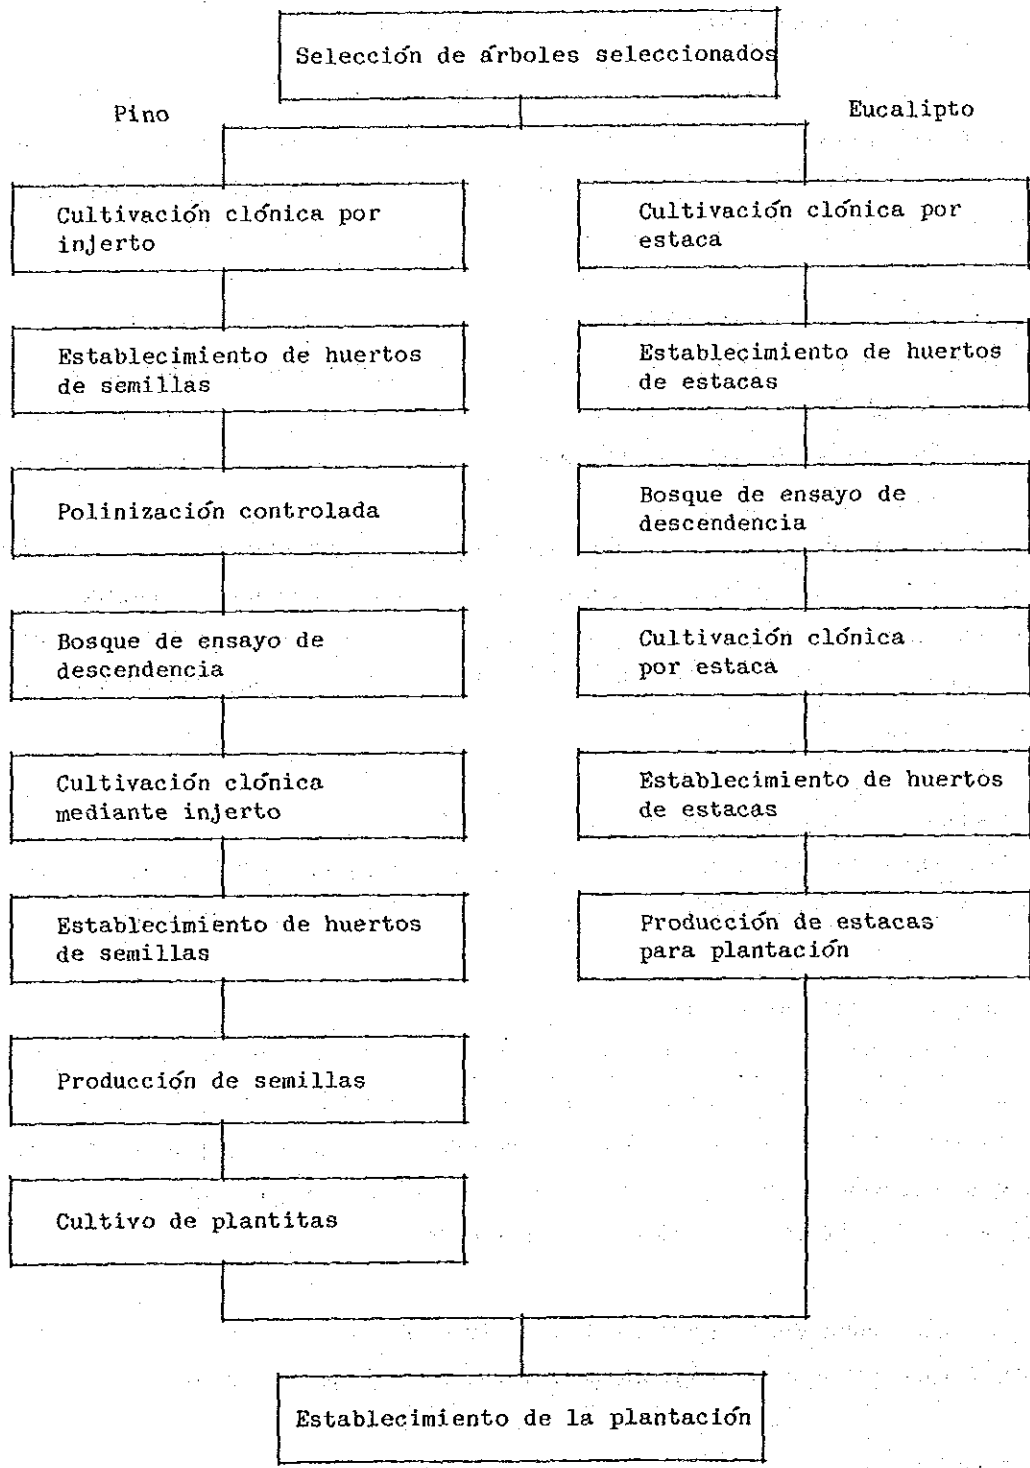 Selección de árboles seleccionados
Pino
Eucalipto
Cultivación clónica por
injerto
Establecimiento de huertos
de semillas
Polinización controlada
Bosque de ensayo de
descendencia
Cultivación clónica
mediante injerto
Establecimiento de huertos
de semillas
Producción de semillas
Cultivo de plantitas
Cultivación clónica por
estaca
Establecimiento de huertos
de estacas
Bosque de ensayo de
descendencia
Cultivación clónica
por estaca
Establecimiento de huertos
de estacas
Producción de estacas
para plantación
Establecimiento de la plantación